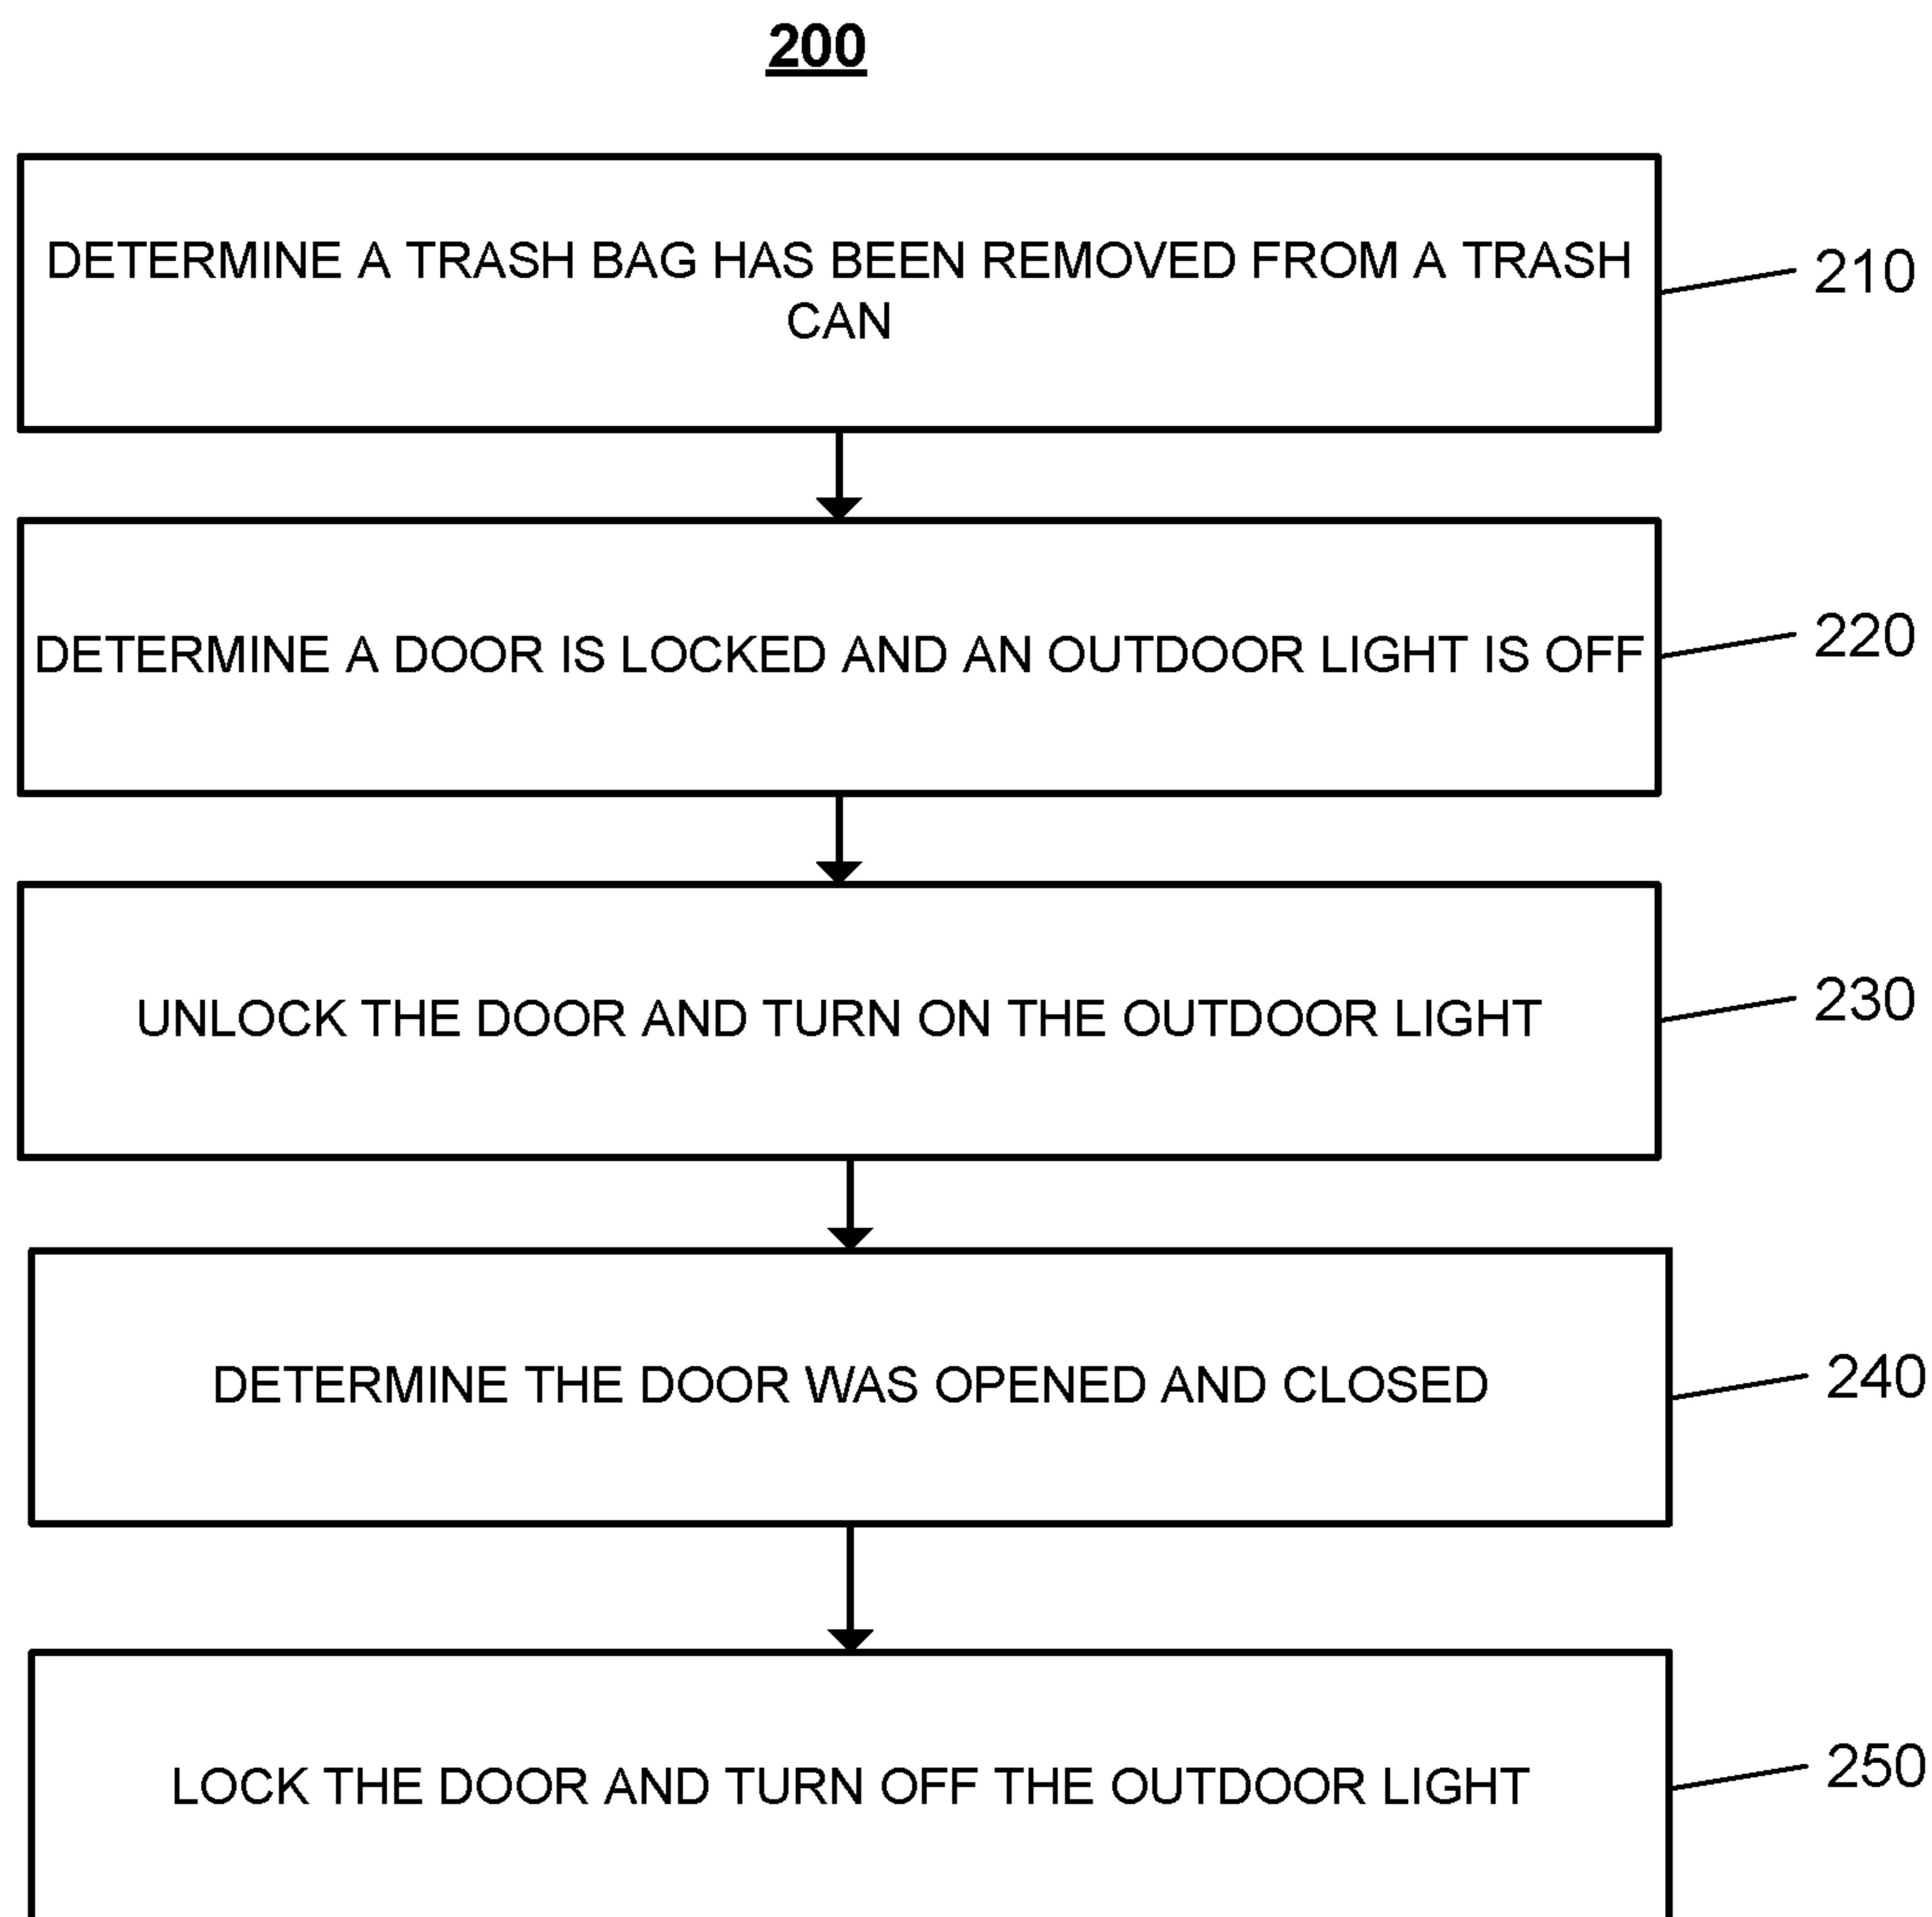 200
DETERMINE A TRASH BAG HAS BEEN REMOVED FROM A TRASH
CAN
210
DETERMINE A DOOR IS LOCKED AND AN OUTDOOR LIGHT IS OFF
220
UNLOCK THE DOOR AND TURN ON THE OUTDOOR LIGHT
230
DETERMINE THE DOOR WAS OPENED AND CLOSED
240
LOCK THE DOOR AND TURN OFF THE OUTDOOR LIGHT
250